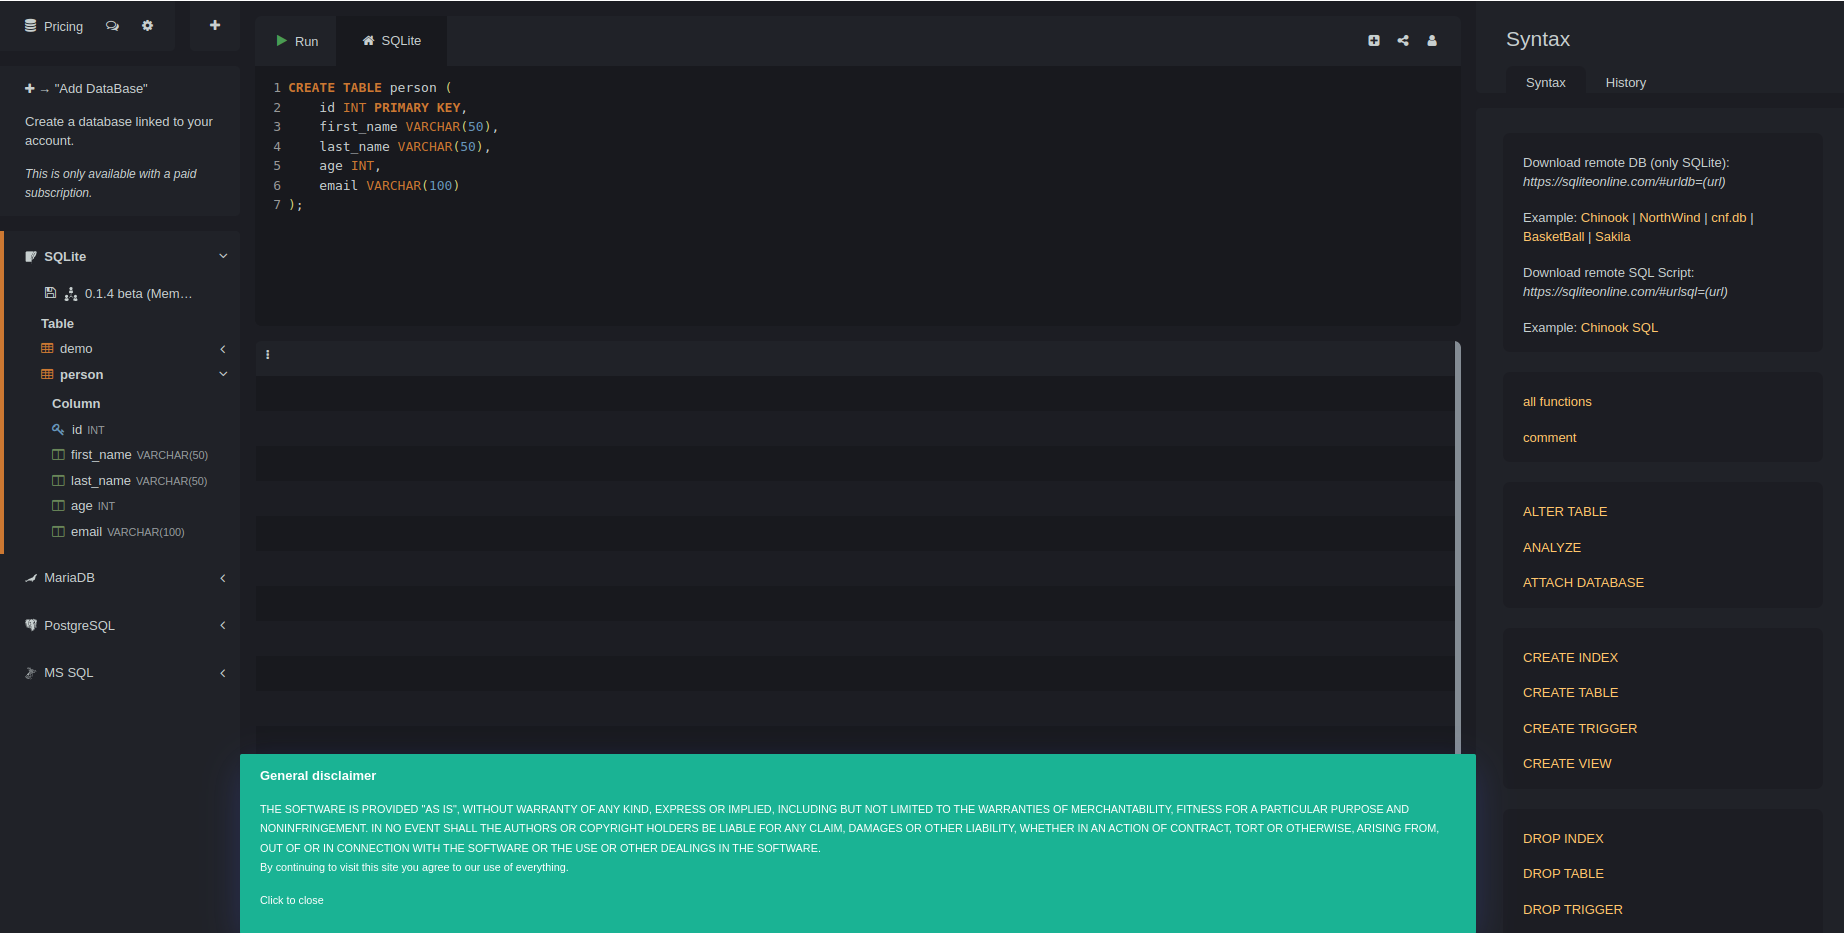 Pricing
"Add DataBase"
Create a database linked to your
account.
This is only available with a paid
subscription.
SQLite
0.1.4 beta (Mem…
Table
demo
person
Column
id INT
first_name VARCHAR(50)
last_name VARCHAR(50)
age INT
email VARCHAR(100)
MariaDB
PostgreSQL
MS SQL
Run
SQLite
1 CREATE TABLE person (
2 id INT PRIMARY KEY,
3 first_name VARCHAR(50),
4 last_name VARCHAR(50),
5 age INT,
6 email VARCHAR(100)
7 );
General disclaimer
THE SOFTWARE IS PROVIDED "AS IS", WITHOUT WARRANTY OF ANY KIND, EXPRESS OR IMPLIED, INCLUDING BUT NOT LIMITED TO THE WARRANTIES OF MERCHANTABILITY, FITNESS FOR A PARTICULAR PURPOSE AND
NONINFRINGEMENT. IN NO EVENT SHALL THE AUTHORS OR COPYRIGHT HOLDERS BE LIABLE FOR ANY CLAIM, DAMAGES OR OTHER LIABILITY, WHETHER IN AN ACTION OF CONTRACT, TORT OR OTHERWISE, ARISING FROM,
OUT OF OR IN CONNECTION WITH THE SOFTWARE OR THE USE OR OTHER DEALINGS IN THE SOFTWARE.
By continuing to visit this site you agree to our use of everything.
Click to close
Syntax
Syntax
History
Download remote DB (only SQLite):
https://sqliteonline.com/#urldb=(url)
Example: Chinook | NorthWind | cnf.db |
BasketBall | Sakila
Download remote SQL Script:
https://sqliteonline.com/#urlsql=(url)
Example: Chinook SQL
all functions
comment
ALTER TABLE
ANALYZE
ATTACH DATABASE
CREATE INDEX
CREATE TABLE
CREATE TRIGGER
CREATE VIEW
DROP INDEX
DROP TABLE
DROP TRIGGER